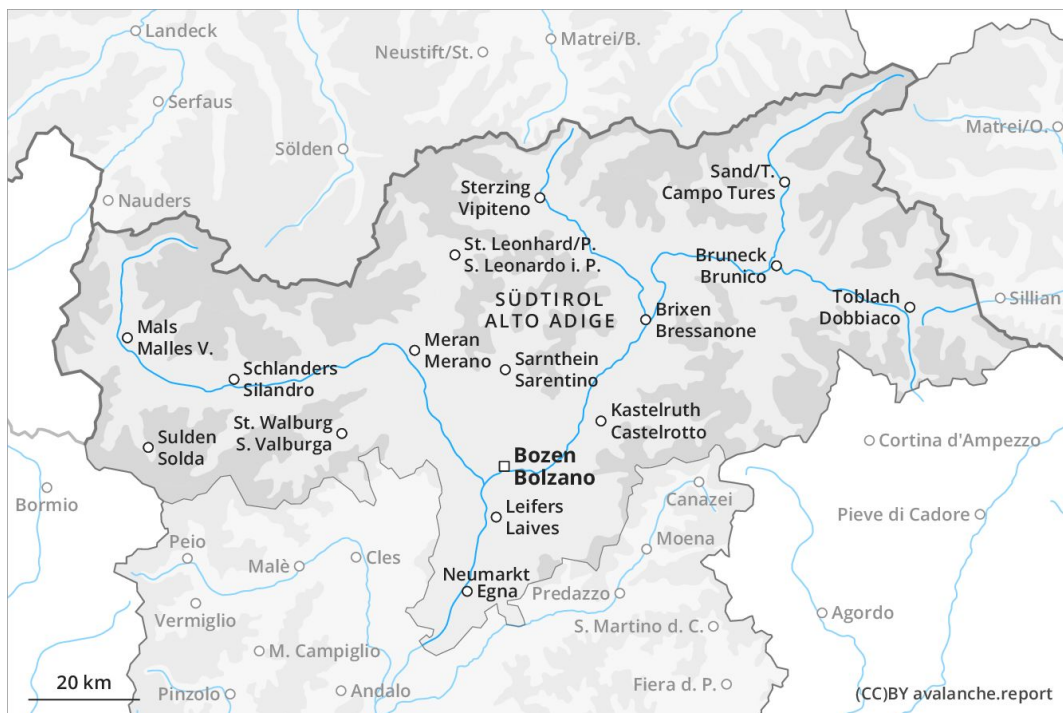 Landeck
Neustift/St.
Matrei/B.
Serfaus
Matrei/O.
Sölden
Nauders
Sterzing
Vipiteno
Sand/T.
Campo Tures
St. Leonhard/P.
S. Leonardo i. P.
Bruneck
Brunico
SÜDTIROL
ALTO ADIGE
Toblach
Dobbiaco
Sillian
Brixen
Bressanone
Mals
Malles V.
Meran
Merano
Schlanders
Silandro
Sarnthein
Sarentino
St. Walburg
S. Valburga
Kastelruth
Castelrotto
Sulden
Solda
Cortina d'Ampezzo
Bozen
Bolzano
Bormio
Canazei
Leifers
Laives
Pieve di Cadore
Moena
Peio
Malè
Cles
Neumarkt
Egna
Predazzo
Vermiglio
Agordo
S. Martino d. C.
M. Campiglio
20 km
Pinzolo
Andalo
Fiera d. P.
(CC)BY avalanche.report